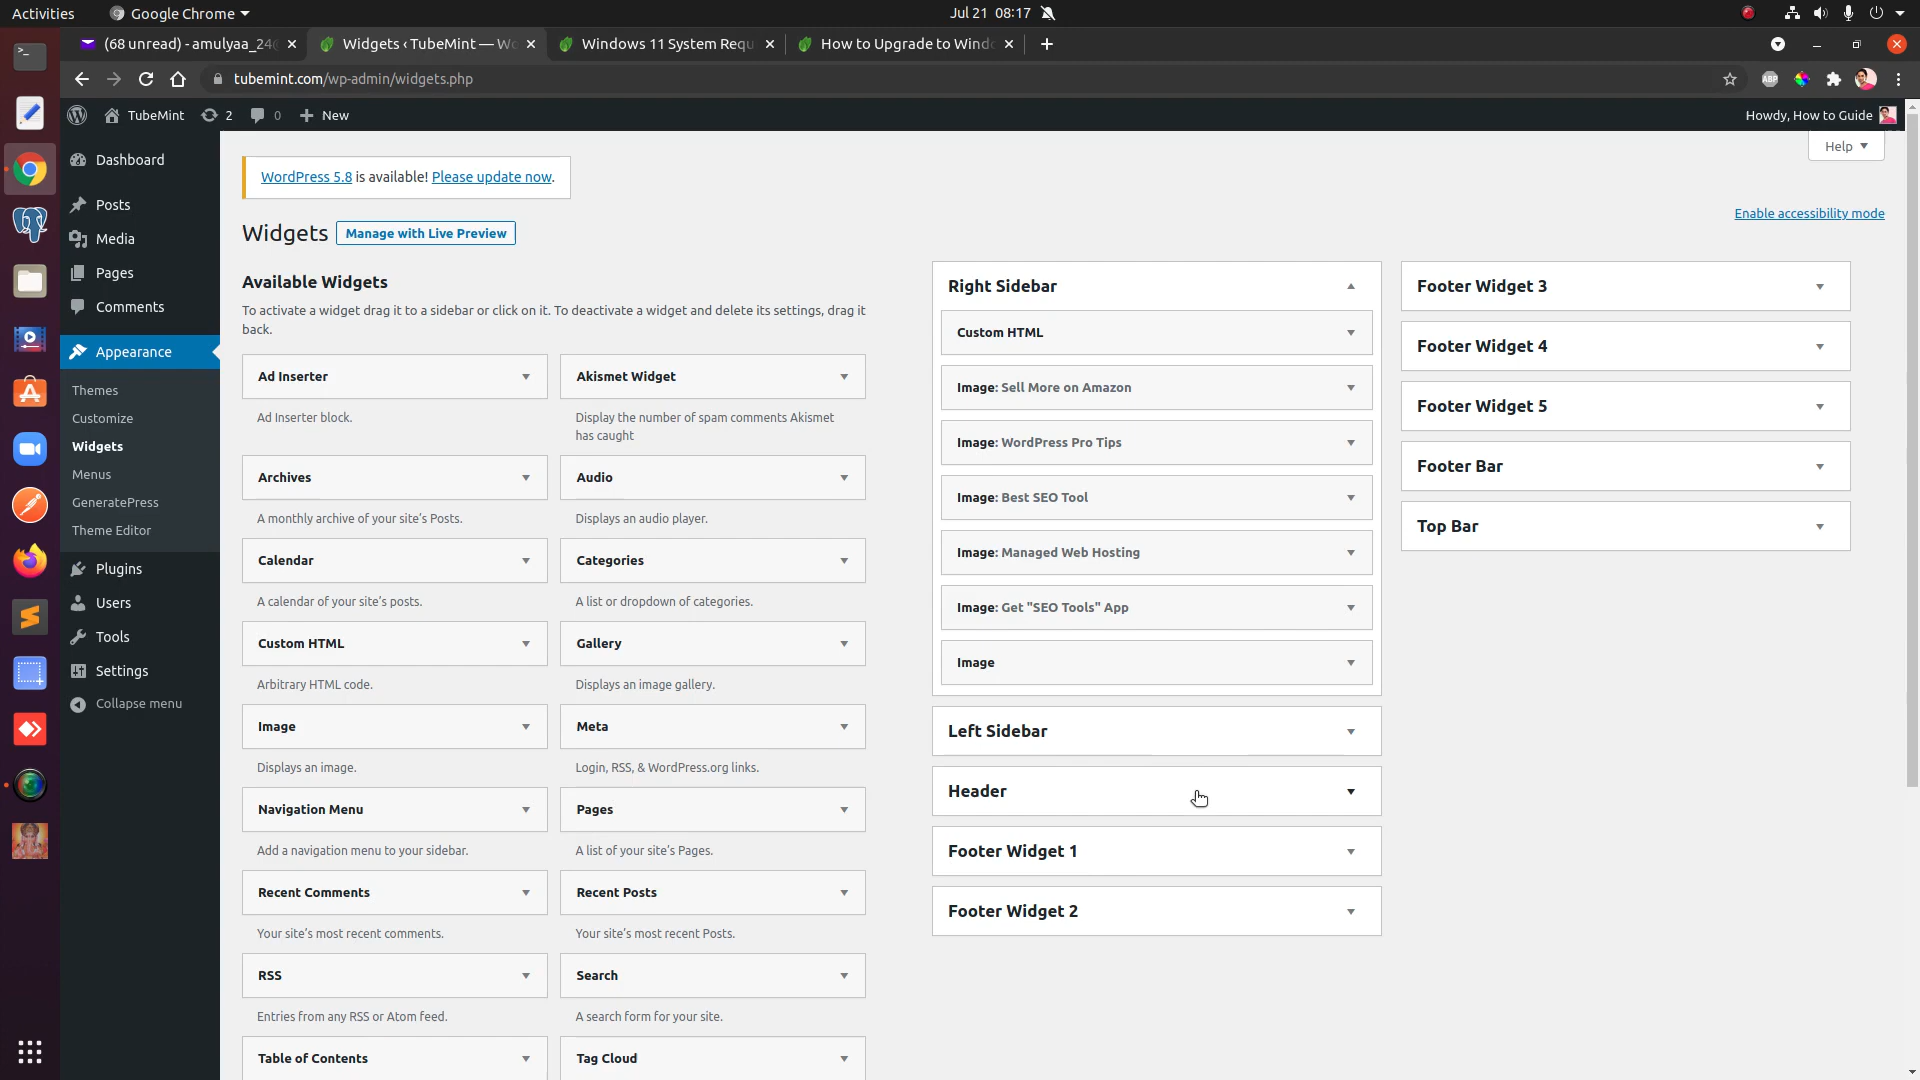 Activities
Google Chrome
Jul 21 08:17
(68 unread) - amulyaa_24@
Widgets ‹ TubeMint — Wo
Windows 11 System Requ
How to Upgrade to Windo
tubemint.com/wp-admin/widgets.php
ABP
TubeMint
2
0
New
Howdy, How to Guide
Help
Dashboard
Posts
Media
Pages
Comments
Appearance
Themes
Customize
Widgets
Menus
GeneratePress
Theme Editor
Plugins
Users
Tools
Settings
Collapse menu
WordPress 5.8 is available! Please update now.
Enable accessibility mode
Widgets
Manage with Live Preview
Available Widgets
To activate a widget drag it to a sidebar or click on it. To deactivate a widget and delete its settings, drag it
back.
Ad Inserter
Ad Inserter block.
Akismet Widget
Display the number of spam comments Akismet
has caught
Archives
A monthly archive of your site's Posts.
Audio
Displays an audio player.
Calendar
A calendar of your site's posts.
Categories
A list or dropdown of categories.
Custom HTML
Arbitrary HTML code.
Gallery
Displays an image gallery.
Image
Displays an image.
Meta
Login, RSS, & WordPress.org links.
Navigation Menu
Add a navigation menu to your sidebar.
Pages
A list of your site's Pages.
Recent Comments
Your site's most recent comments.
Recent Posts
Your site's most recent Posts.
RSS
Entries from any RSS or Atom feed.
Search
A search form for your site.
Table of Contents
Tag Cloud
Right Sidebar
Custom HTML
Image: Sell More on Amazon
Image: WordPress Pro Tips
Image: Best SEO Tool
Image: Managed Web Hosting
Image: Get "SEO Tools" App
Image
Left Sidebar
Header
Footer Widget 1
Footer Widget 2
Footer Widget 3
Footer Widget 4
Footer Widget 5
Footer Bar
Top Bar